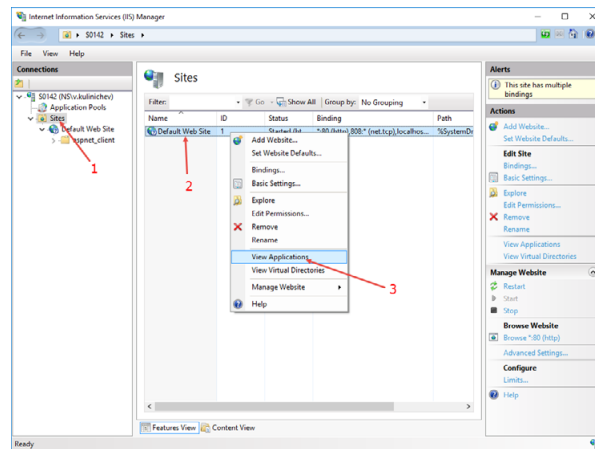 Internet Information Services (IIS) Manager
S0142 ▸ Sites ▸
File View Help
Connections
S0142 (NS\v.kulinichev)
Application Pools
Sites
Default Web Site
aspnet_client
1
Sites
Filter: Go Show All Group by: No Grouping
Name ID Status Binding Path
Default Web Site 1 Started (ht *:80 (http),808:* (net.tcp),localhos... %SystemDr
2
Add Website...
Set Website Defaults...
Bindings...
Basic Settings...
Explore
Edit Permissions...
Remove
Rename
View Applications
View Virtual Directories
Manage Website
Help
3
Features View Content View
Ready
Alerts
This site has multiple
bindings
Actions
Add Website...
Set Website Defaults...
Edit Site
Bindings...
Basic Settings...
Explore
Edit Permissions...
Remove
Rename
View Applications
View Virtual Directories
Manage Website
Restart
Start
Stop
Browse Website
Browse *:80 (http)
Advanced Settings...
Configure
Limits...
Help